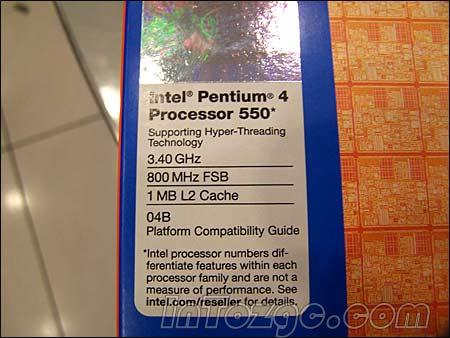 Intel® Pentium® 4
Processor 550*
Supporting Hyper-Threading
Technology
3.40 GHz
800 MHz FSB
1 MB L2 Cache
04B
Platform Compatibility Guide
*Intel processor numbers dif-
ferentiate features within each
processor family and are not a
measure of performance. See
intel.com/reseller for details.
InTozgc.com